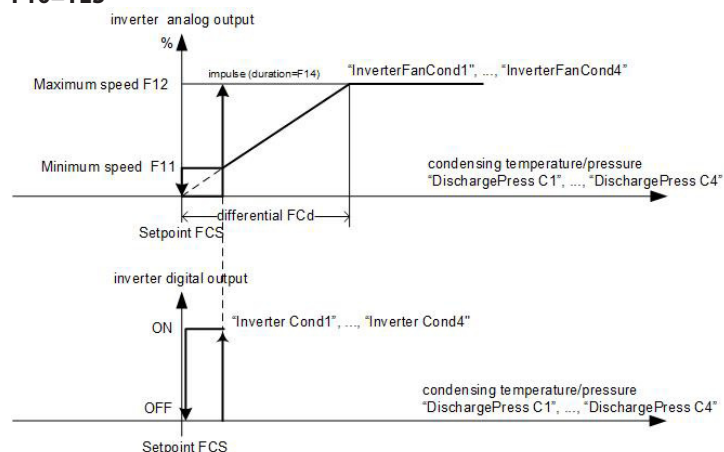 inverter analog output
%
Maximum speed F12
impulse (duration=F14)
“InverterFanCond1", ..., “InverterFanCond4"
Minimum speed F11
condensing temperature/pressure
“DischargePress C1", ..., “DischargePress C4"
differential FCd
Setpoint FCS
inverter digital output
ON
“Inverter Cond1", ..., “Inverter Cond4"
OFF
condensing temperature/pressure
“DischargePress C1", ..., “DischargePress C4"
Setpoint FCS